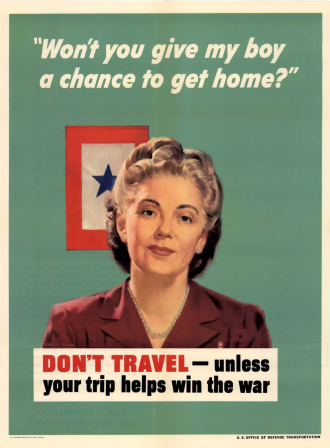 "Won't you give my boy
a chance to get home?"
DON'T TRAVEL — unless
your trip helps win the war
U. S. OFFICE OF DEFENSE TRANSPORTATION